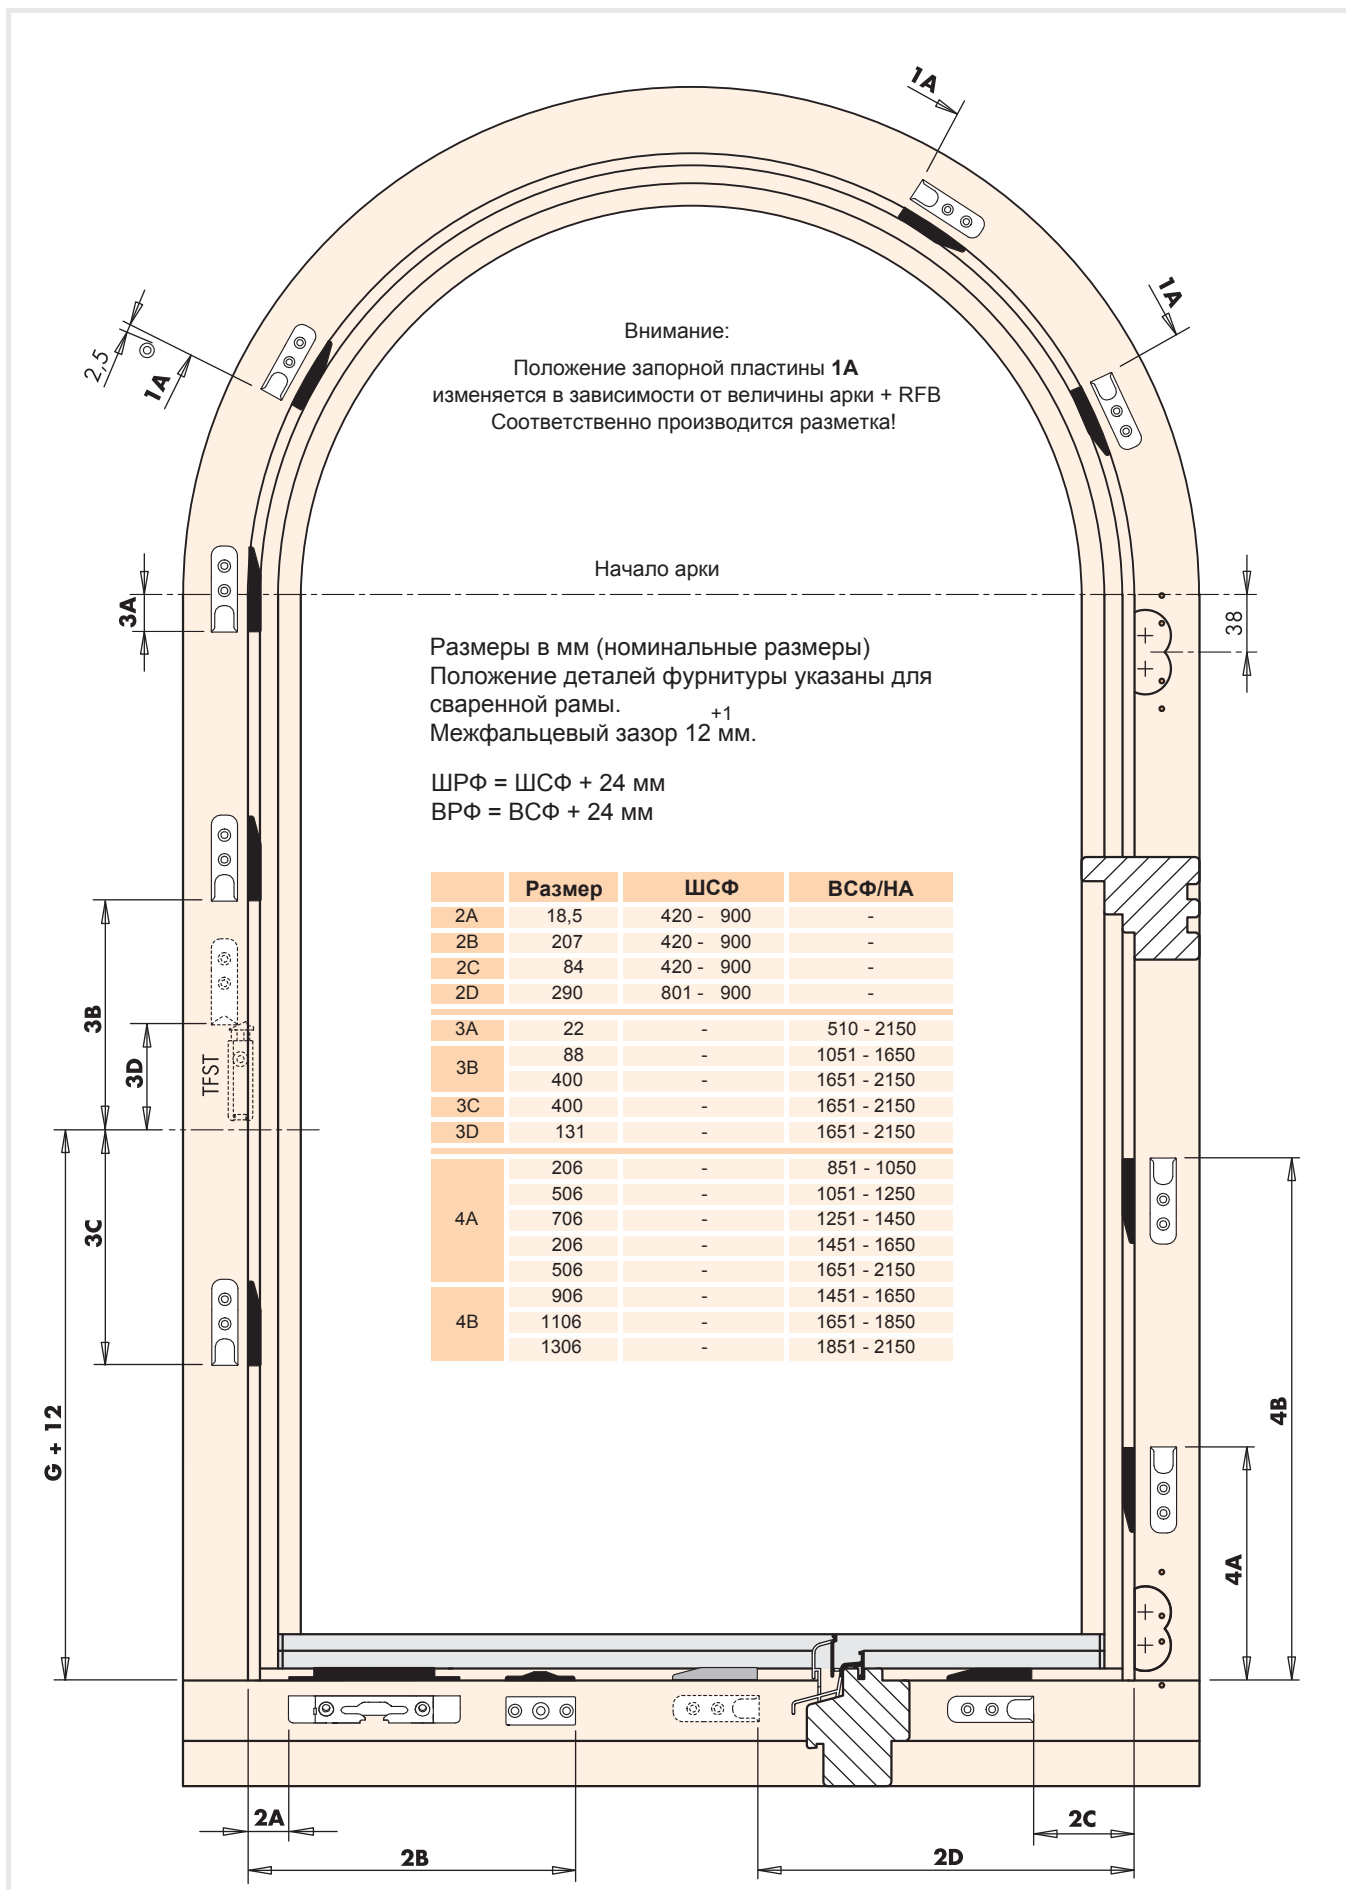 1A
1A
2,5
1A
Внимание:
Положение запорной пластины 1A
изменяется в зависимости от величины арки + RFB
Соответственно производится разметка!
Начало арки
3A
38
Размеры в мм (номинальные размеры)
Положение деталей фурнитуры указаны для
сваренной рамы.
Межфальцевый зазор 12 +1 мм.
ШРФ = ШСФ + 24 мм
ВРФ = ВСФ + 24 мм
Размер ШСФ ВСФ/НА
2A 18,5 420 - 900 -
2B 207 420 - 900 -
2C 84 420 - 900 -
2D 290 801 - 900 -
3A 22 - 510 - 2150
3B 88 - 1051 - 1650
400 - 1651 - 2150
3C 400 - 1651 - 2150
3D 131 - 1651 - 2150
4A 206 - 851 - 1050
506 - 1051 - 1250
706 - 1251 - 1450
206 - 1451 - 1650
506 - 1651 - 2150
4B 906 - 1451 - 1650
1106 - 1651 - 1850
1306 - 1851 - 2150
3B
3D
TFST
3C
G + 12
4B
4A
2A
2B
2D
2C